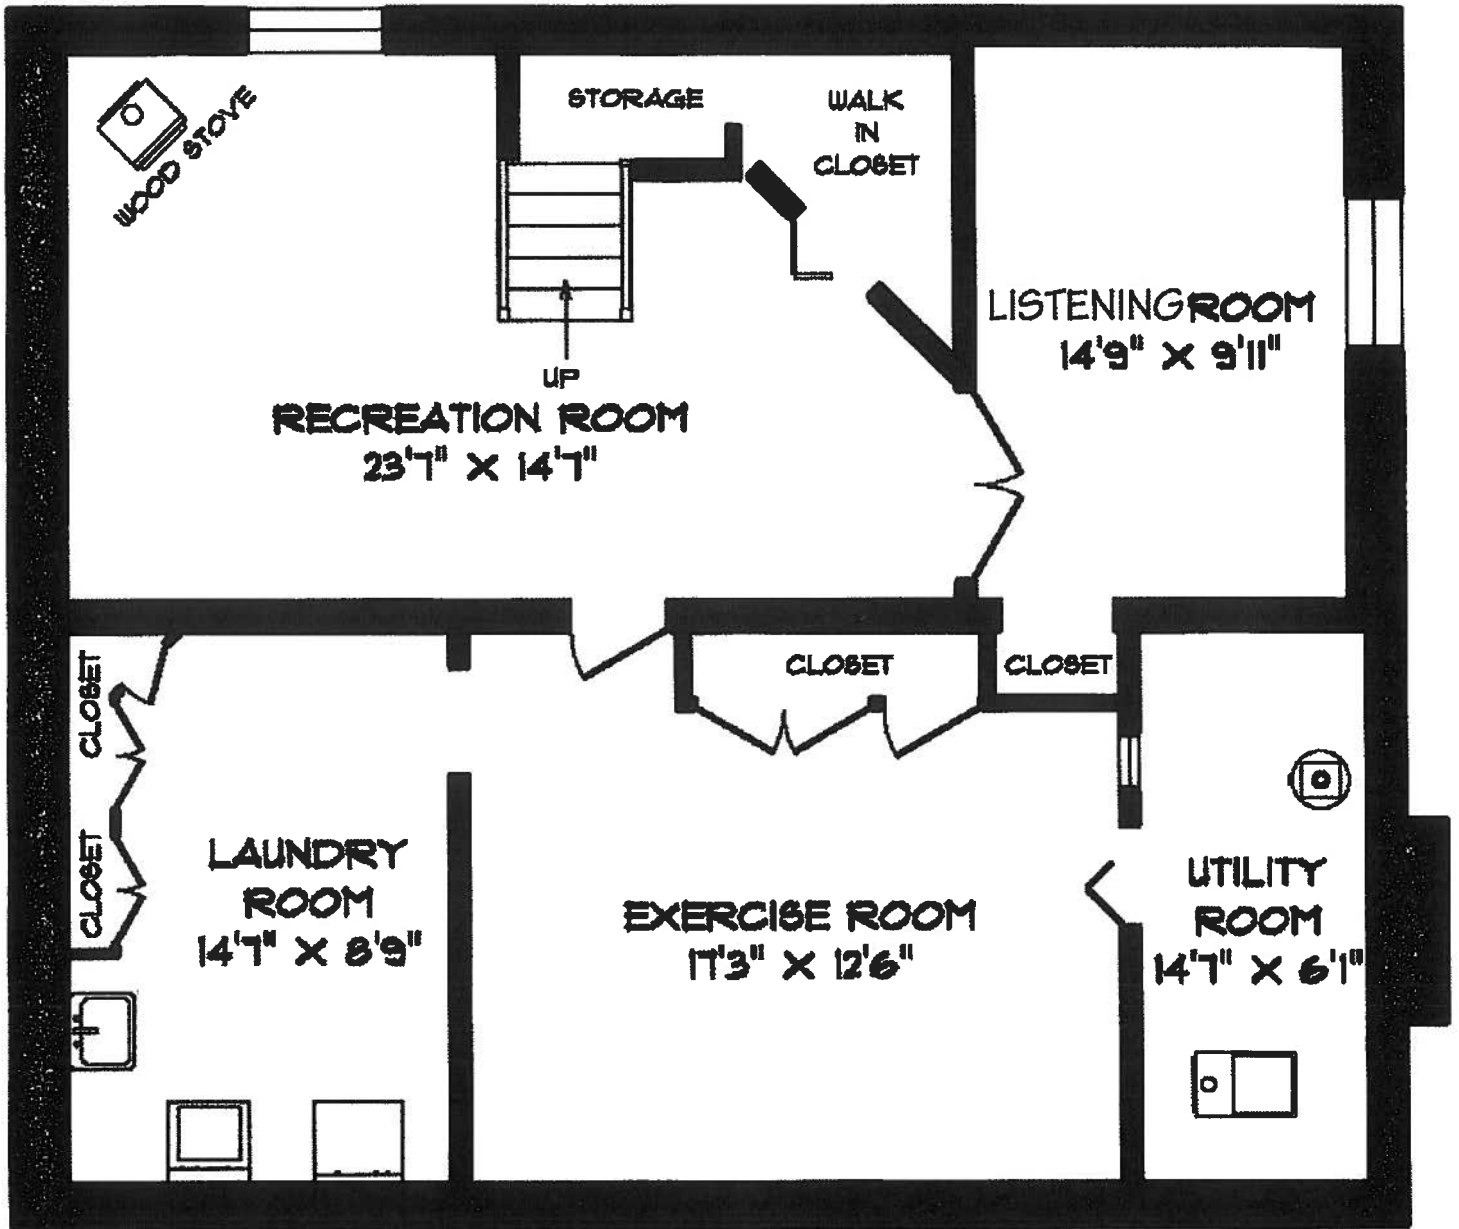 STORAGE
WALK
IN
CLOSET
WOOD STOVE
LISTENING ROOM
14'9" X 9'11"
UP
RECREATION ROOM
23'7" X 14'7"
CLOSET
CLOSET
CLOSET
CLOSET
LAUNDRY
ROOM
14'7" X 8'9"
EXERCISE ROOM
17'3" X 12'6"
UTILITY
ROOM
14'7" X 6'1"